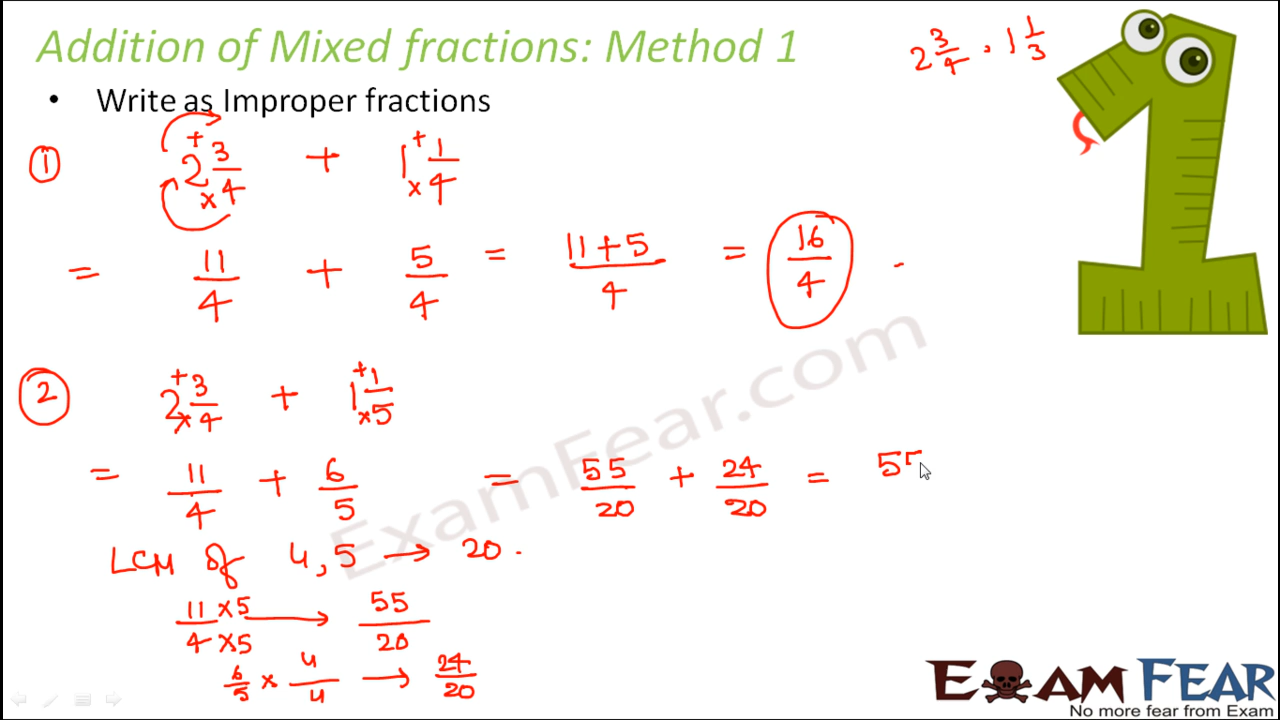 Addition of Mixed fractions: Method 1
2 3/4 , 1 1/3
• Write as Improper fractions
① 2 + 3/×4 + 1 + 1/×4
= 11/4 + 5/4 = 11+5/4 = 16/4
② 2 + 3/×4 + 1 + 1/×5
= 11/4 + 6/5 = 55/20 + 24/20 = 55
LCM of 4,5 → 20.
11×5/4×5 → 55/20
6/5 × 4/4 → 24/20
ExamFear.com
EXAM FEAR
No more fear from Exam